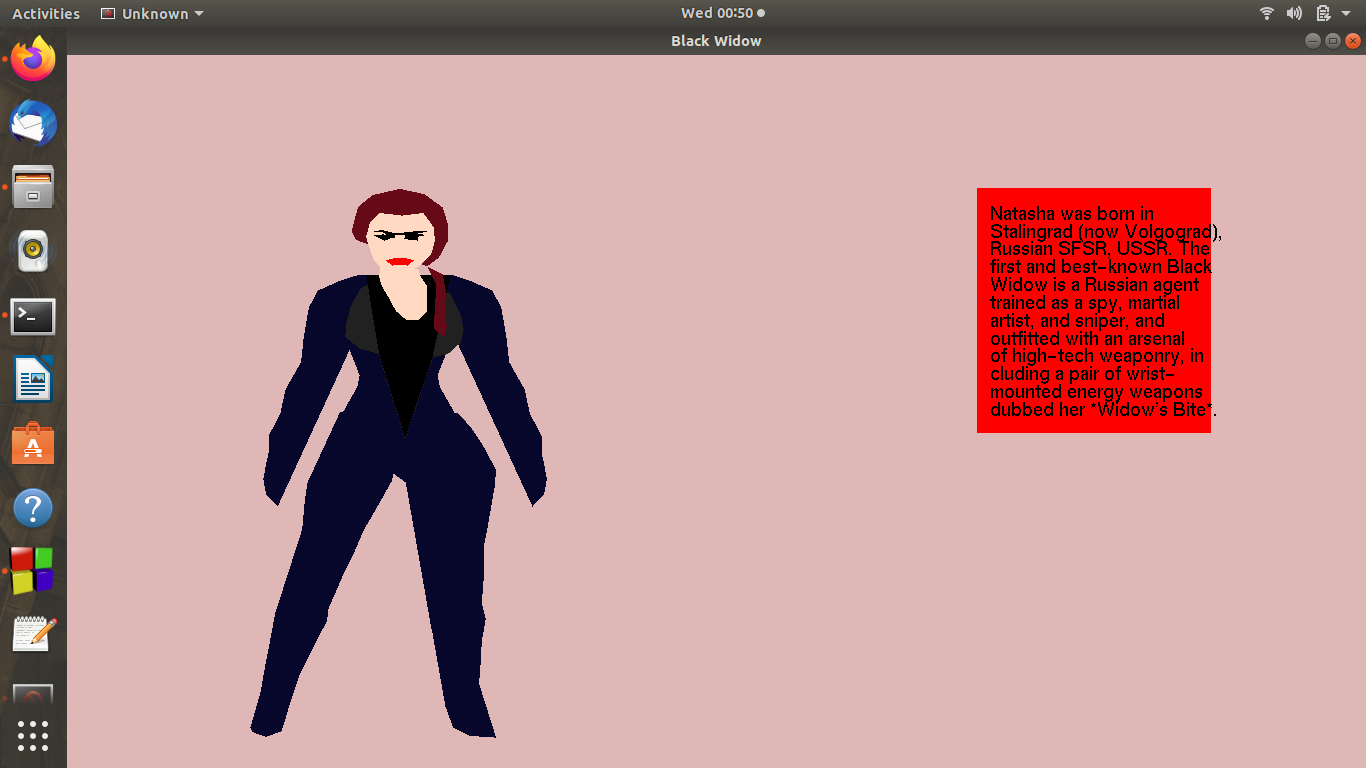 Activities
Unknown
Wed 00:50
Black Widow
Natasha was born in
Stalingrad (now Volgograd),
Russian SFSR, USSR. The
first and best-known Black
Widow is a Russian agent
trained as a spy, martial
artist, and sniper, and
outfitted with an arsenal
of high-tech weaponry, in
cluding a pair of wrist-
mounted energy weapons
dubbed her *Widow's Bite*.